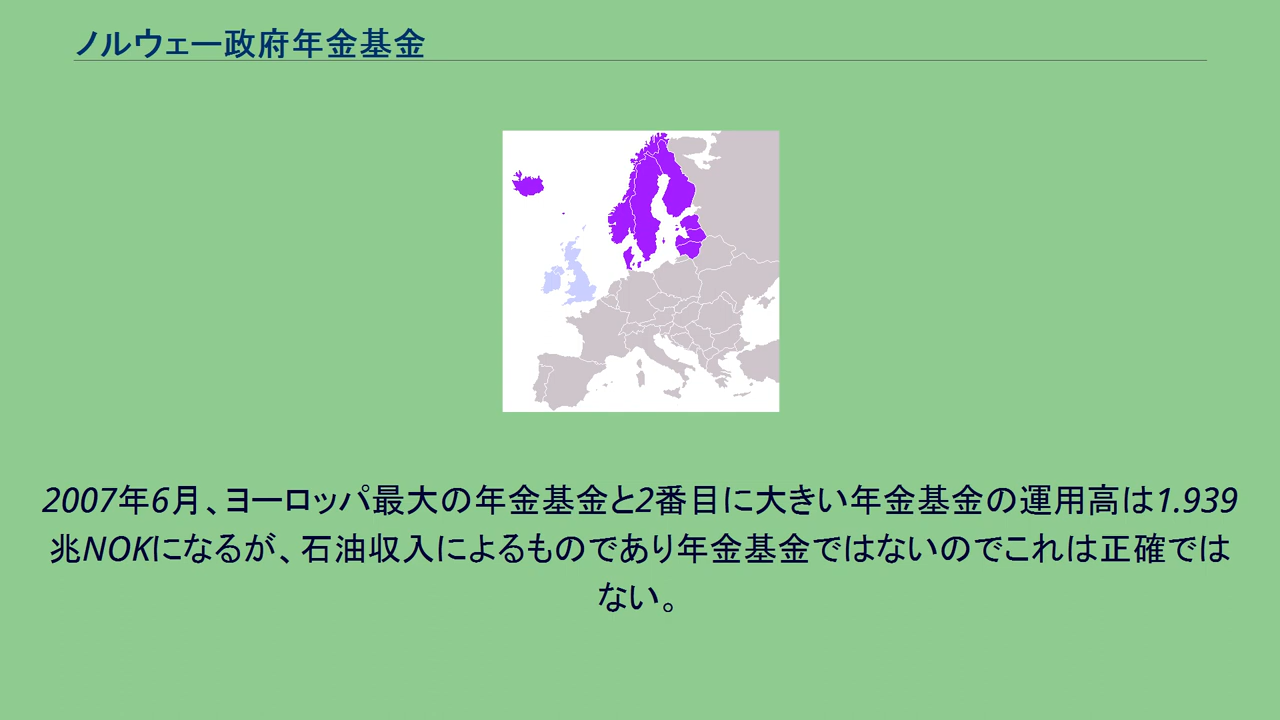 ノルウェー政府年金基金
2007年6月、ヨーロッパ最大の年金基金と2番目に大きい年金基金の運用高は1.939
兆NOKになるが、石油収入によるものであり年金基金ではないのでこれは正確では
ない。